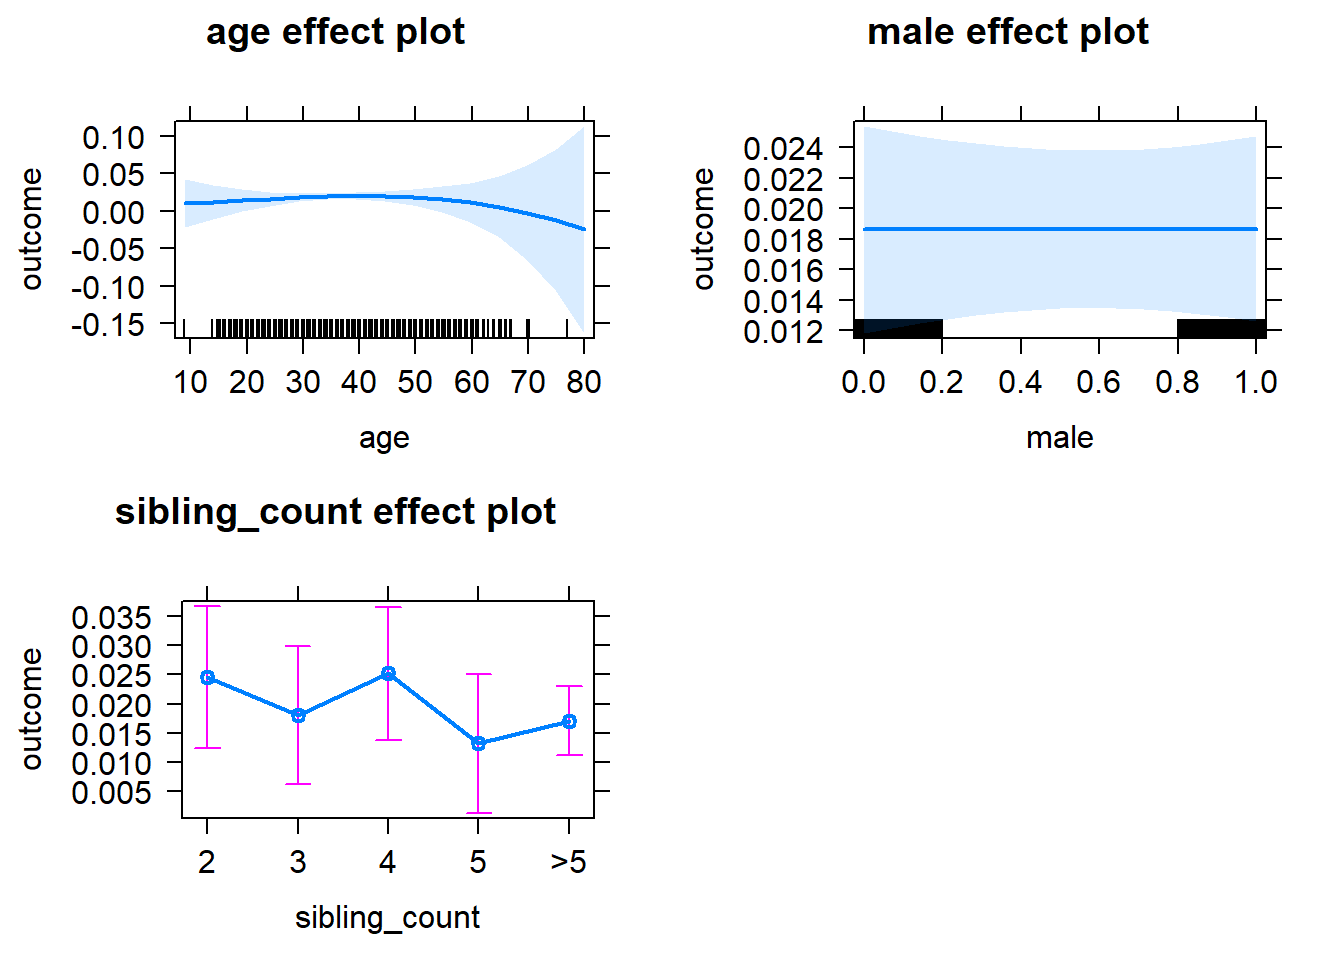 age effect plot
outcome
0.10
0.05
0.00
-0.05
-0.10
-0.15
10 20 30 40 50 60 70 80
age
male effect plot
outcome
0.024
0.022
0.020
0.018
0.016
0.014
0.012
0.0 0.2 0.4 0.6 0.8 1.0
male
sibling_count effect plot
outcome
0.035
0.030
0.025
0.020
0.015
0.010
0.005
2 3 4 5 >5
sibling_count